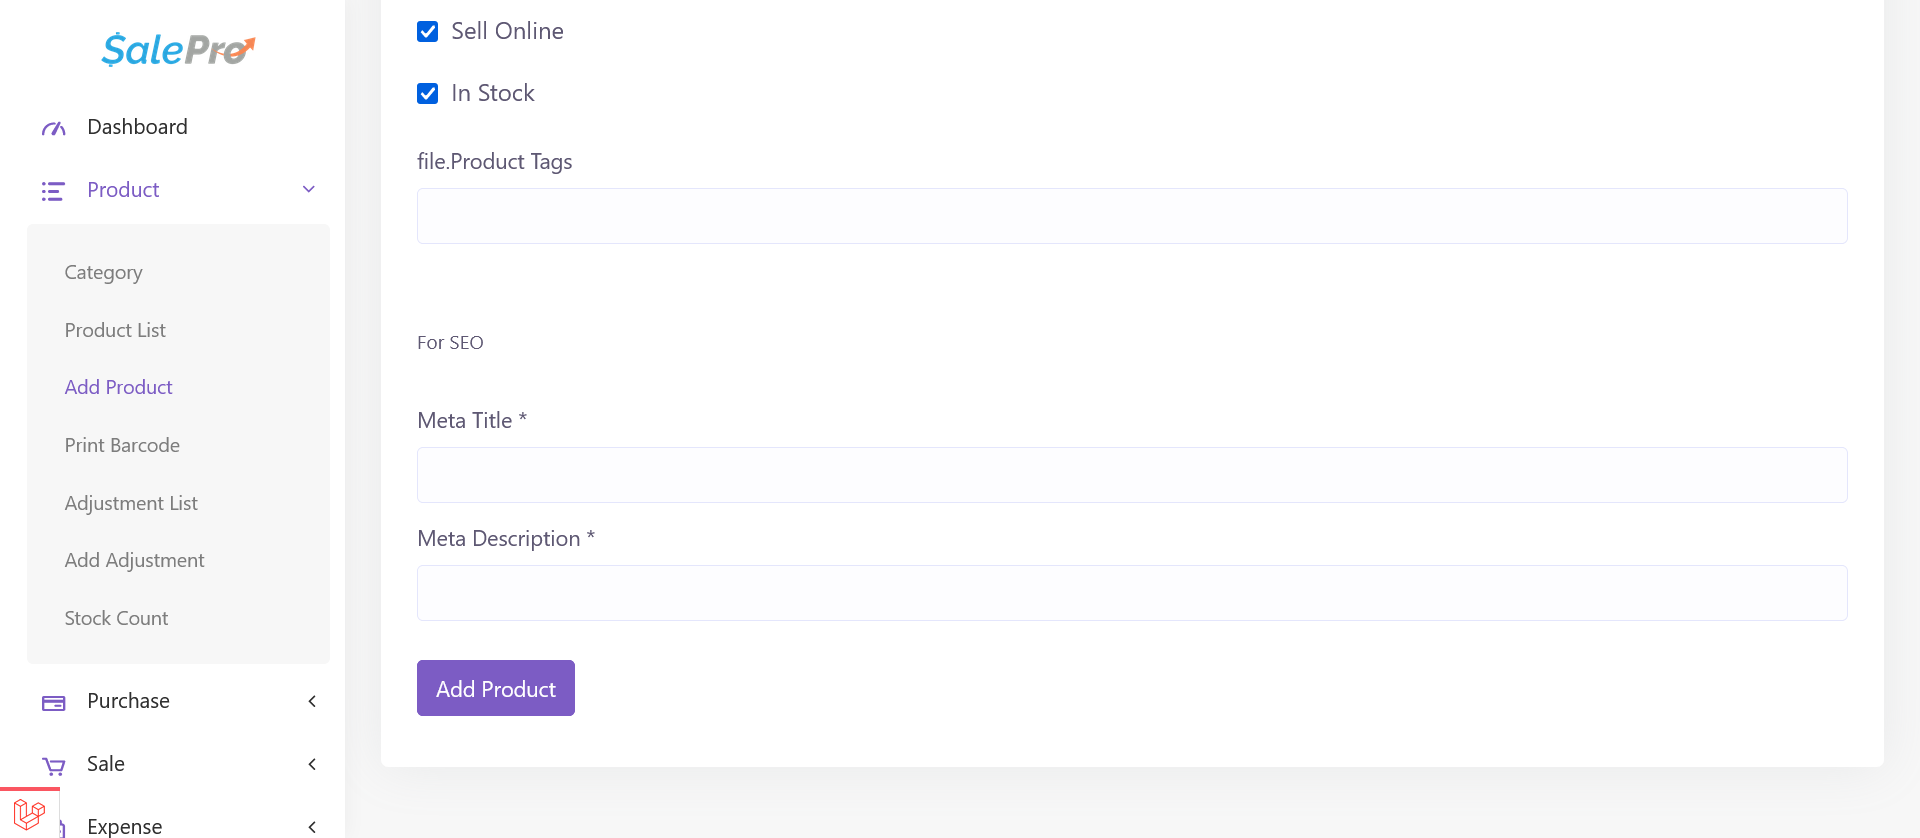 SalePro
Dashboard
Product
Category
Product List
Add Product
Print Barcode
Adjustment List
Add Adjustment
Stock Count
Purchase
Sale
Expense
Sell Online
In Stock
file.Product Tags
For SEO
Meta Title *
Meta Description *
Add Product